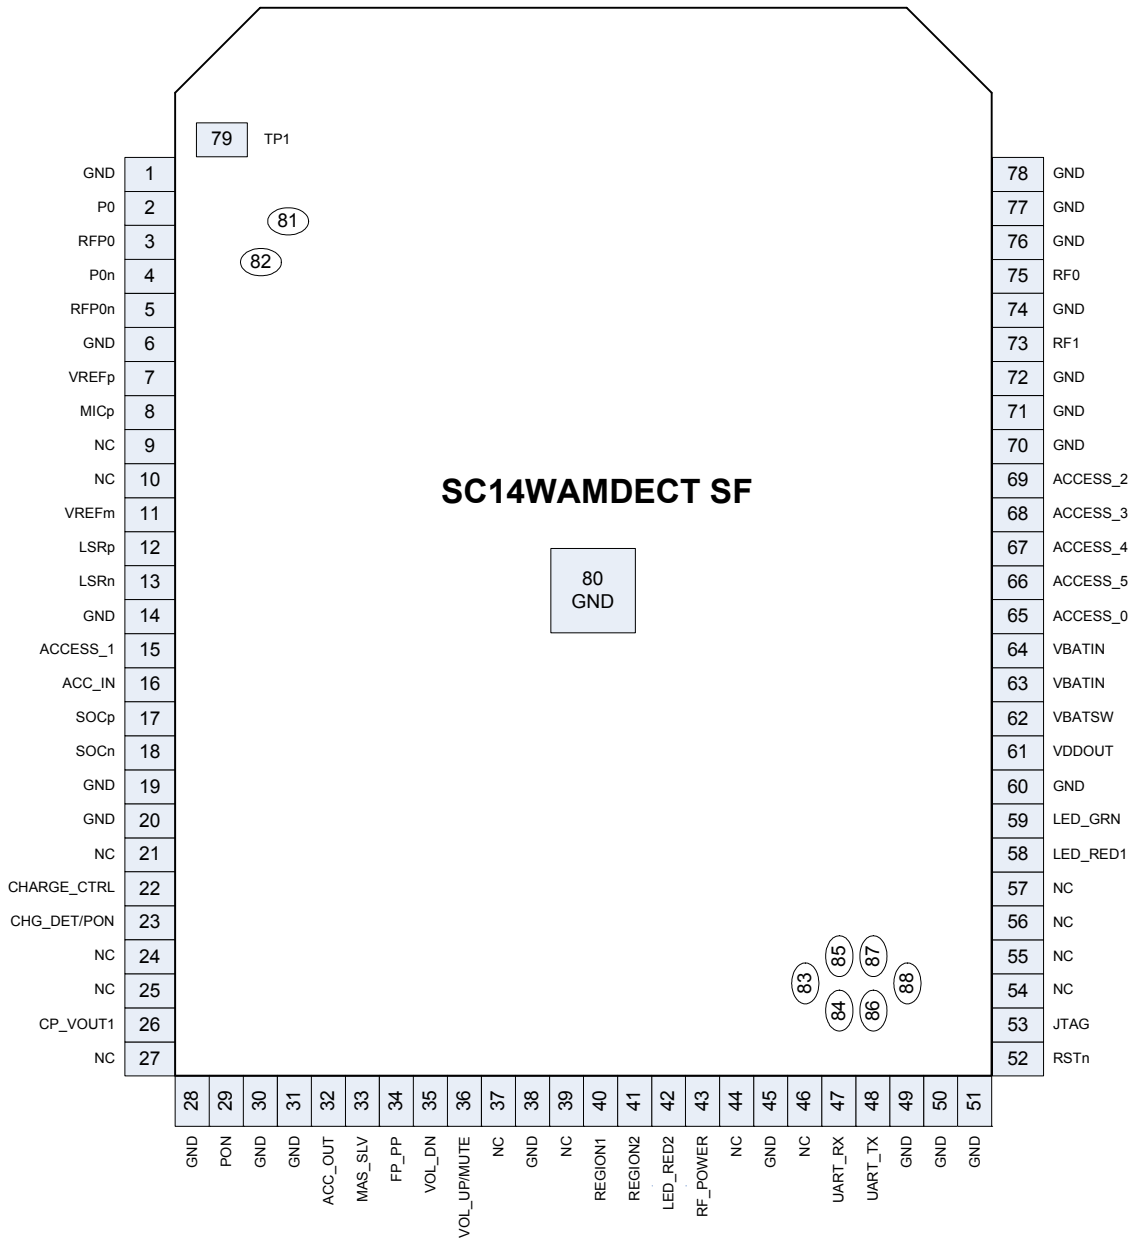 79 TP1
GND 1
P0 2
RFP0 3
P0n 4
RFP0n 5
GND 6
VREFp 7
MICp 8
NC 9
NC 10
VREFm 11
LSRp 12
LSRn 13
GND 14
ACCESS_1 15
ACC_IN 16
SOCp 17
SOCn 18
GND 19
GND 20
NC 21
CHARGE_CTRL 22
CHG_DET/PON 23
NC 24
NC 25
CP_VOUT1 26
NC 27
81
82
SC14WAMDECT SF
80
GND
83
85
84
87
86
88
78 GND
77 GND
76 GND
75 RF0
74 GND
73 RF1
72 GND
71 GND
70 GND
69 ACCESS_2
68 ACCESS_3
67 ACCESS_4
66 ACCESS_5
65 ACCESS_0
64 VBATIN
63 VBATIN
62 VBATSW
61 VDDOUT
60 GND
59 LED_GRN
58 LED_RED1
57 NC
56 NC
55 NC
54 NC
53 JTAG
52 RSTn
28 GND
29 PON
30 GND
31 GND
32 ACC_OUT
33 MAS_SLV
34 FP_PP
35 VOL_DN
36 VOL_UP/MUTE
37 NC
38 GND
39 NC
40 REGION1
41 REGION2
42 LED_RED2
43 RF_POWER
44 NC
45 GND
46 NC
47 UART_RX
48 UART_TX
49 GND
50 GND
51 GND